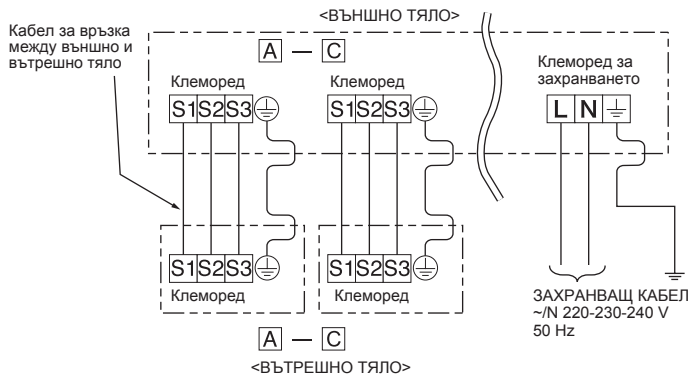 <ВЪНШНО ТЯЛО>
Кабел за връзка
между външно и
вътрешно тяло
A — C
Клеморед
Клеморед
Клеморед за
захранването
S1 S2 S3
S1 S2 S3
L N
S1 S2 S3
S1 S2 S3
Клеморед
Клеморед
ЗАХРАНВАЩ КАБЕЛ
~/N 220-230-240 V
50 Hz
A — C
<ВЪТРЕШНО ТЯЛО>